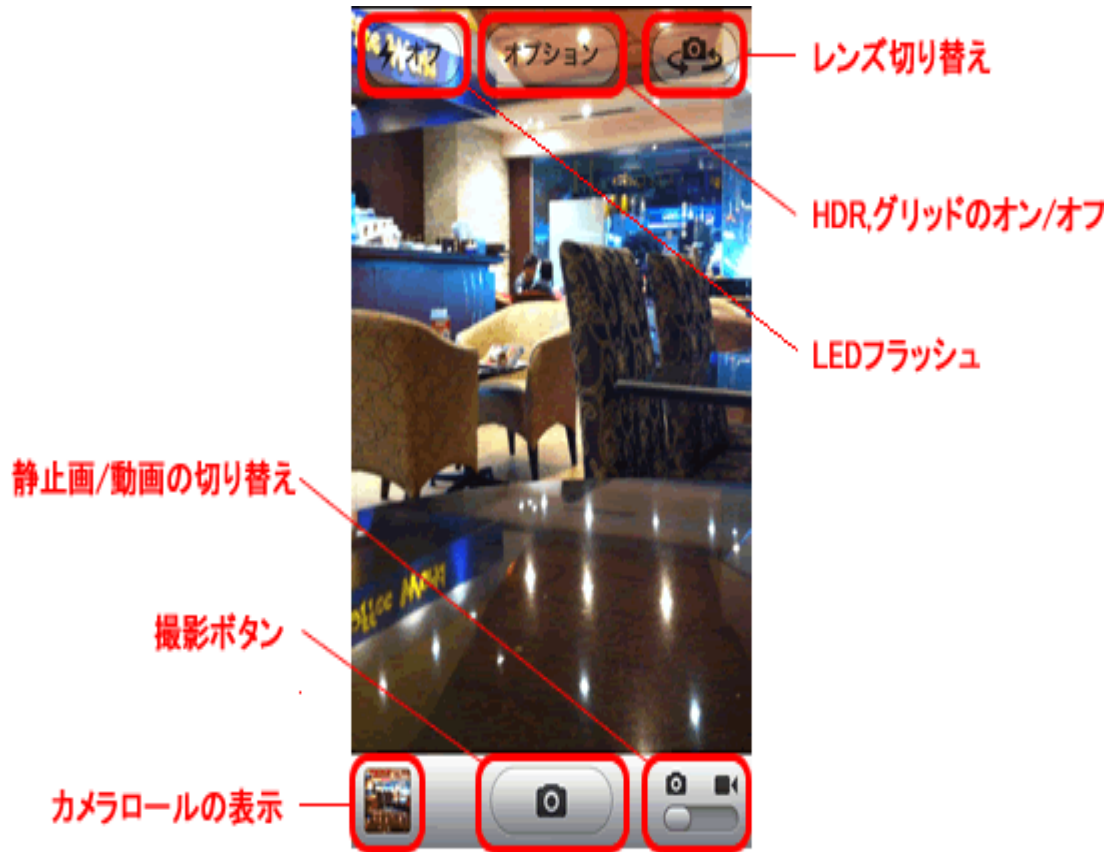 オフ
オプション
レンズ切り替え
HDR,グリッドのオン/オフ
LEDフラッシュ
静止画/動画の切り替え
撮影ボタン
カメラロールの表示